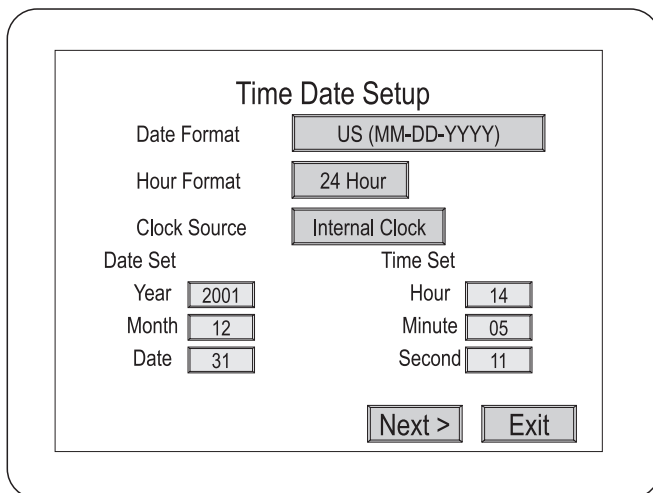 Time Date Setup
Date Format US (MM-DD-YYYY)
Hour Format 24 Hour
Clock Source Internal Clock
Date Set Time Set
Year 2001 Hour 14
Month 12 Minute 05
Date 31 Second 11
Next > Exit